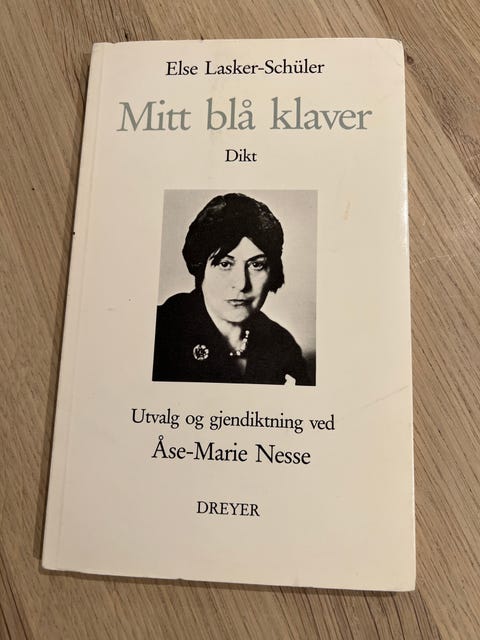 Else Lasker-Schüler
Mitt blå klaver
Dikt
Utvalg og gjendiktning ved
Åse-Marie Nesse
DREYER